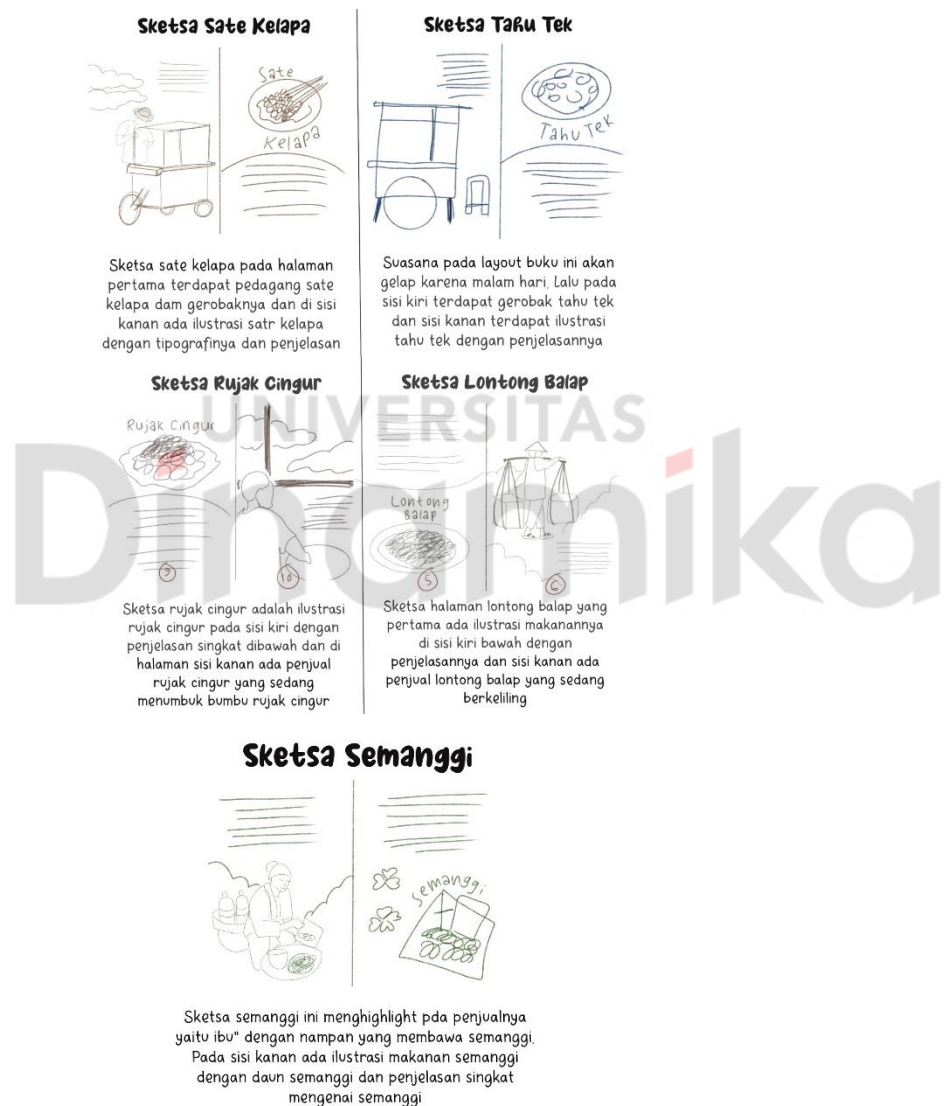 Sketsa Sate Kelapa
Sate
Kelapa
Sketsa sate kelapa pada halaman
pertama terdapat pedagang sate
kelapa dam gerobaknya dan di sisi
kanan ada ilustrasi satr kelapa
dengan tipografinya dan penjelasan
Sketsa Tahu Tek
Tahu Tek
Suasana pada layout buku ini akan
gelap karena malam hari. Lalu pada
sisi kiri terdapat gerobak tahu tek
dan sisi kanan terdapat ilustrasi
tahu tek dengan penjelasannya
UNIVERSITAS
Dinamika
Sketsa Rujak Cingur
Rujak Cingur
9
10
Sketsa rujak cingur adalah ilustrasi
rujak cingur pada sisi kiri dengan
penjelasan singkat dibawah dan di
halaman sisi kanan ada penjual
rujak cingur yang sedang
menumbuk bumbu rujak cingur
Sketsa Lontong Balap
Lontong
Balap
5
6
Sketsa halaman lontong balap yang
pertama ada ilustrasi makanannya
di sisi kiri bawah dengan
penjelasannya dan sisi kanan ada
penjual lontong balap yang sedang
berkeliling
Sketsa Semanggi
Semanggi
Sketsa semanggi ini menghighlight pda penjualnya
yaitu ibu" dengan nampan yang membawa semanggi.
Pada sisi kanan ada ilustrasi makanan semanggi
dengan daun semanggi dan penjelasan singkat
mengenai semanggi